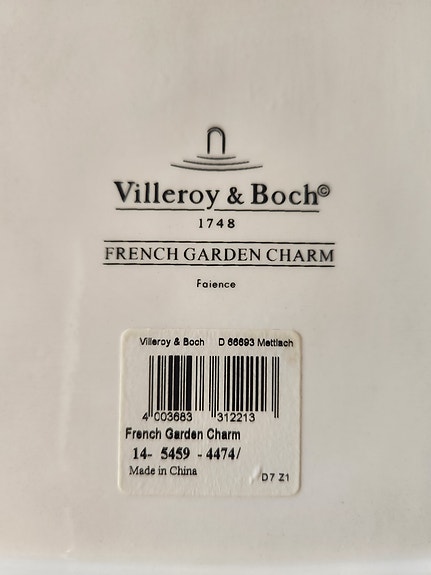 Villeroy & Boch©
1748
FRENCH GARDEN CHARM
Faience
Villeroy & Boch D 66693 Mettlach
4 003683 312213
French Garden Charm
14- 5459 - 4474/
Made in China
D7 Z1